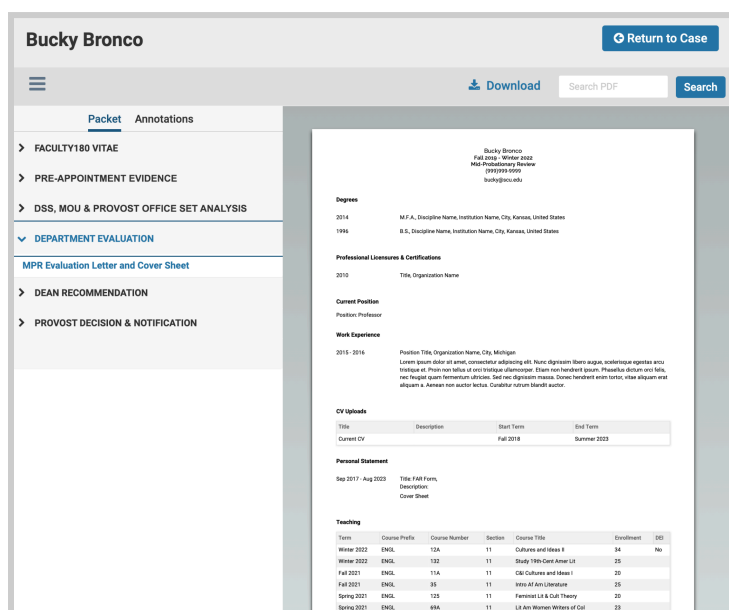 Bucky Bronco
Return to Case
Download
Search PDF
Search
Packet Annotations
FACULTY180 VITAE
PRE-APPOINTMENT EVIDENCE
DSS, MOU & PROVOST OFFICE SET ANALYSIS
DEPARTMENT EVALUATION
MPR Evaluation Letter and Cover Sheet
DEAN RECOMMENDATION
PROVOST DECISION & NOTIFICATION
Bucky Bronco
Fall 2019 - Winter 2022
Mid-Probationary Review
(999)999-9999
bucky@scu.edu
Degrees
2014 M.F.A., Discipline Name, Institution Name, City, Kansas, United States
1996 B.S., Discipline Name, Institution Name, City, Kansas, United States
Professional Licensures & Certifications
2010 Title, Organization Name
Current Position
Position: Professor
Work Experience
2015 - 2016 Position Title, Organization Name, City, Michigan
Lorem ipsum dolor sit amet, consectetur adipiscing elit. Nunc dignissim libero augue, scelerisque egestas arcu
tristique et. Proin non tellus ut orci tristique ullamcorper. Etiam non hendrerit ipsum. Phasellus dictum orci felis,
nec feugiat quam fermentum ultricies. Sed nec dignissim massa. Donec hendrerit enim tortor, vitae aliquam erat
aliquam a. Aenean non auctor lectus. Curabitur rutrum blandit auctor.
CV Uploads
Title Description Start Term End Term
Current CV Fall 2018 Summer 2023
Personal Statement
Sep 2017 - Aug 2023 Title: FAR Form,
Description:
Cover Sheet
Teaching
Term Course Prefix Course Number Section Course Title Enrollment DEI
Winter 2022 ENGL 12A 11 Cultures and Ideas II 34 No
Winter 2022 ENGL 132 11 Study 19th-Cent Amer Lit 25
Fall 2021 ENGL 11A 11 C&I Cultures and Ideas I 20
Fall 2021 ENGL 35 11 Intro Af Am Literature 25
Spring 2021 ENGL 125 11 Feminist Lit & Cult Theory 20
Spring 2021 ENGL 69A 11 Lit Am Women Writers of Col 23